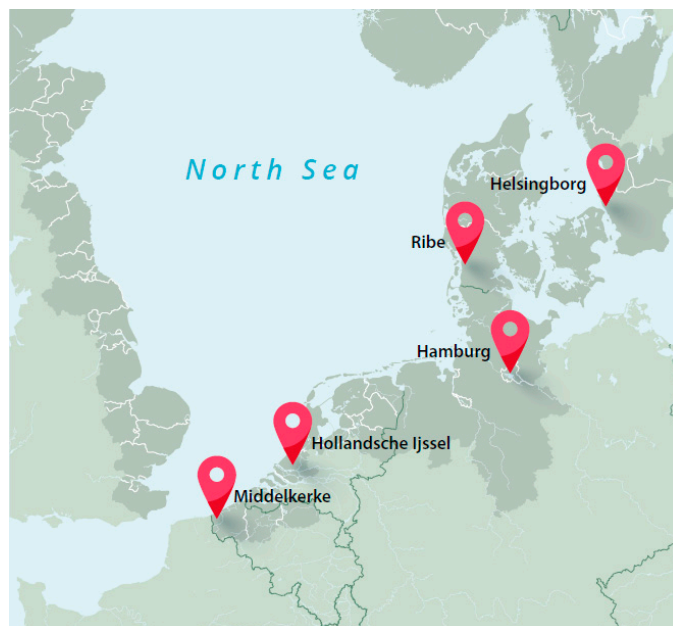 North Sea
Helsingborg
Ribe
Hamburg
Hollandsche Ijssel
Middelkerke